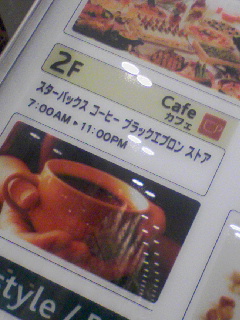 2F
Cafe
カフェ
スターバックス コーヒー ブラックエプロン ストア
7:00AM ▸ 11:00PM
style /